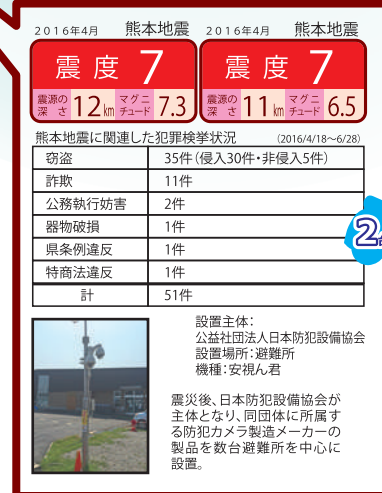 2016年4月 熊本地震
震度7
震源の深さ 12km マグニチュード 7.3
2016年4月 熊本地震
震度7
震源の深さ 11km マグニチュード 6.5
熊本地震に関連した犯罪検挙状況 (2016/4/18~6/28)
窃盗 35件(侵入30件・非侵入5件)
詐欺 11件
公務執行妨害 2件
器物破損 1件
県条例違反 1件
特商法違反 1件
計 51件
2.
設置主体:
公益社団法人日本防犯設備協会
設置場所:避難所
機種:安視ん君
震災後、日本防犯設備協会が
主体となり、同団体に所属す
る防犯カメラ製造メーカーの
製品を数台避難所を中心に
設置。